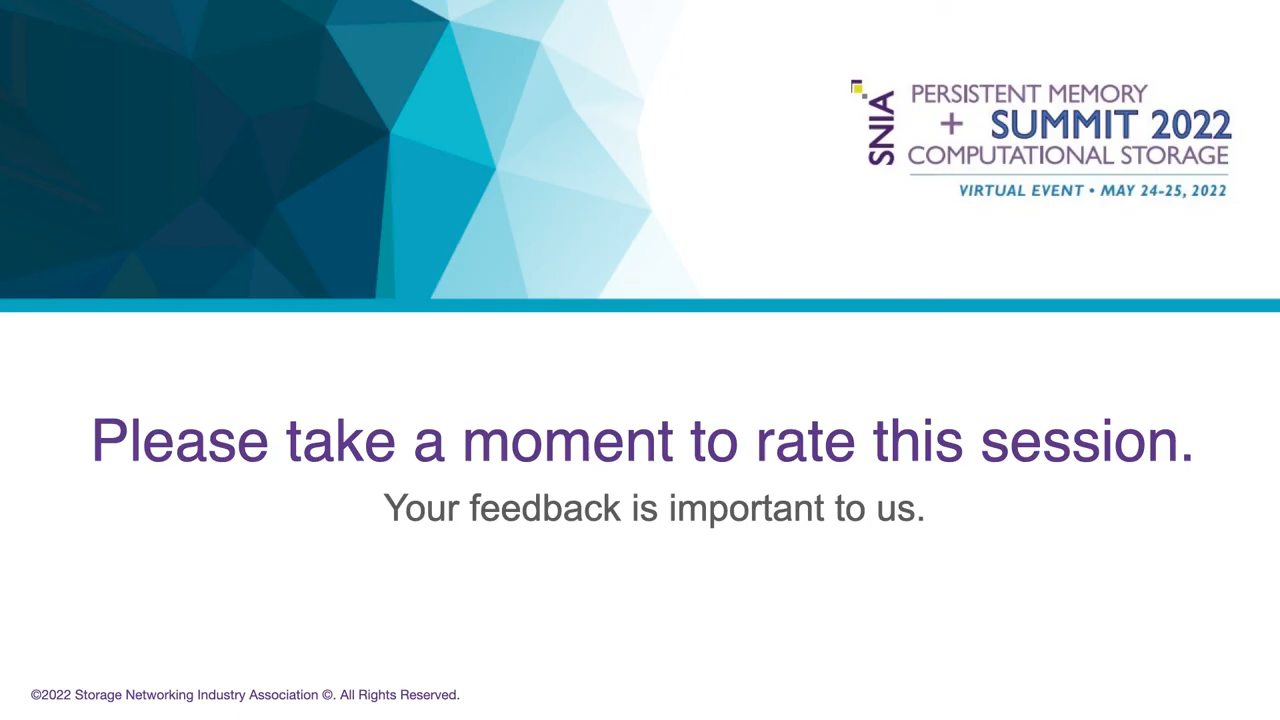 SNIA
PERSISTENT MEMORY
+ SUMMIT 2022
COMPUTATIONAL STORAGE
VIRTUAL EVENT • MAY 24-25, 2022
Please take a moment to rate this session.
Your feedback is important to us.
©2022 Storage Networking Industry Association ©. All Rights Reserved.